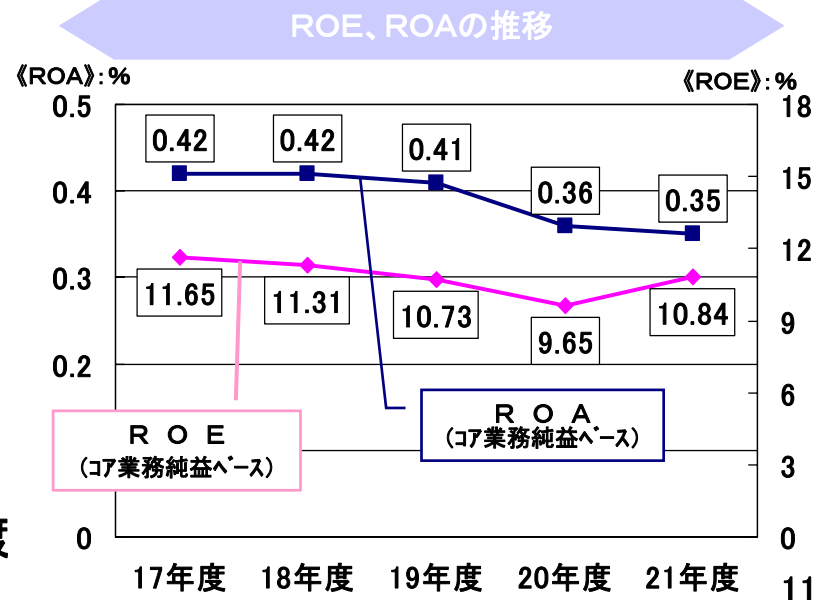 ROE、ROAの推移
《ROA》：%
《ROE》：%
0.5
0.4
0.3
0.2
0
18
15
12
9
6
3
0
0.42
0.42
0.41
0.36
0.35
11.65
11.31
10.73
9.65
10.84
ＲＯＥ
（コア業務純益ベース）
ＲＯＡ
（コア業務純益ベース）
度
17年度
18年度
19年度
20年度
21年度
11